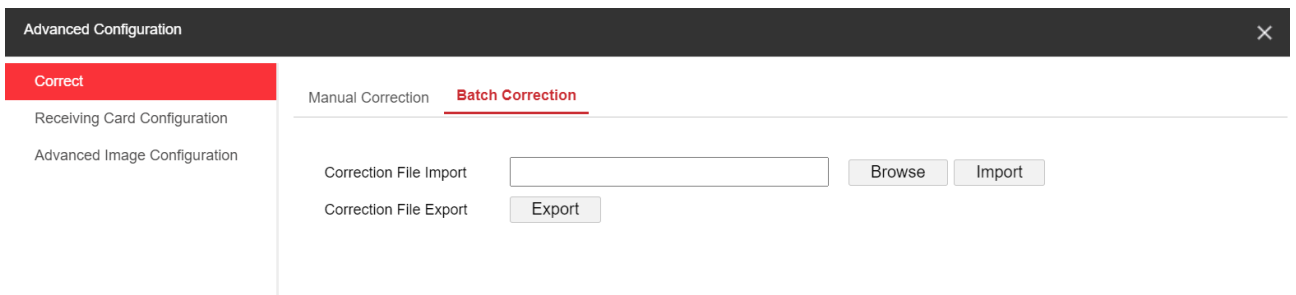 Advanced Configuration
Correct
Receiving Card Configuration
Advanced Image Configuration
Manual Correction Batch Correction
Correction File Import Browse Import
Correction File Export Export